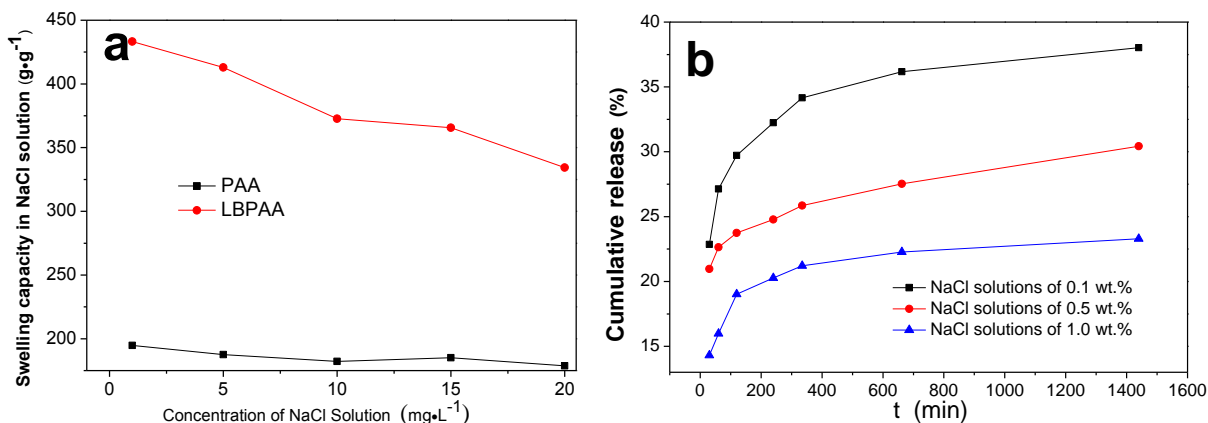 a
Swelling capacity in NaCl solution (g•g⁻¹)
450
400
350
300
250
200
PAA
LBPAA
0
5
10
15
20
Concentration of NaCl Solution (mg•L⁻¹)
b
Cumulative release (%)
40
35
30
25
20
15
NaCl solutions of 0.1 wt.%
NaCl solutions of 0.5 wt.%
NaCl solutions of 1.0 wt.%
0
200
400
600
800
1000
1200
1400
1600
t (min)